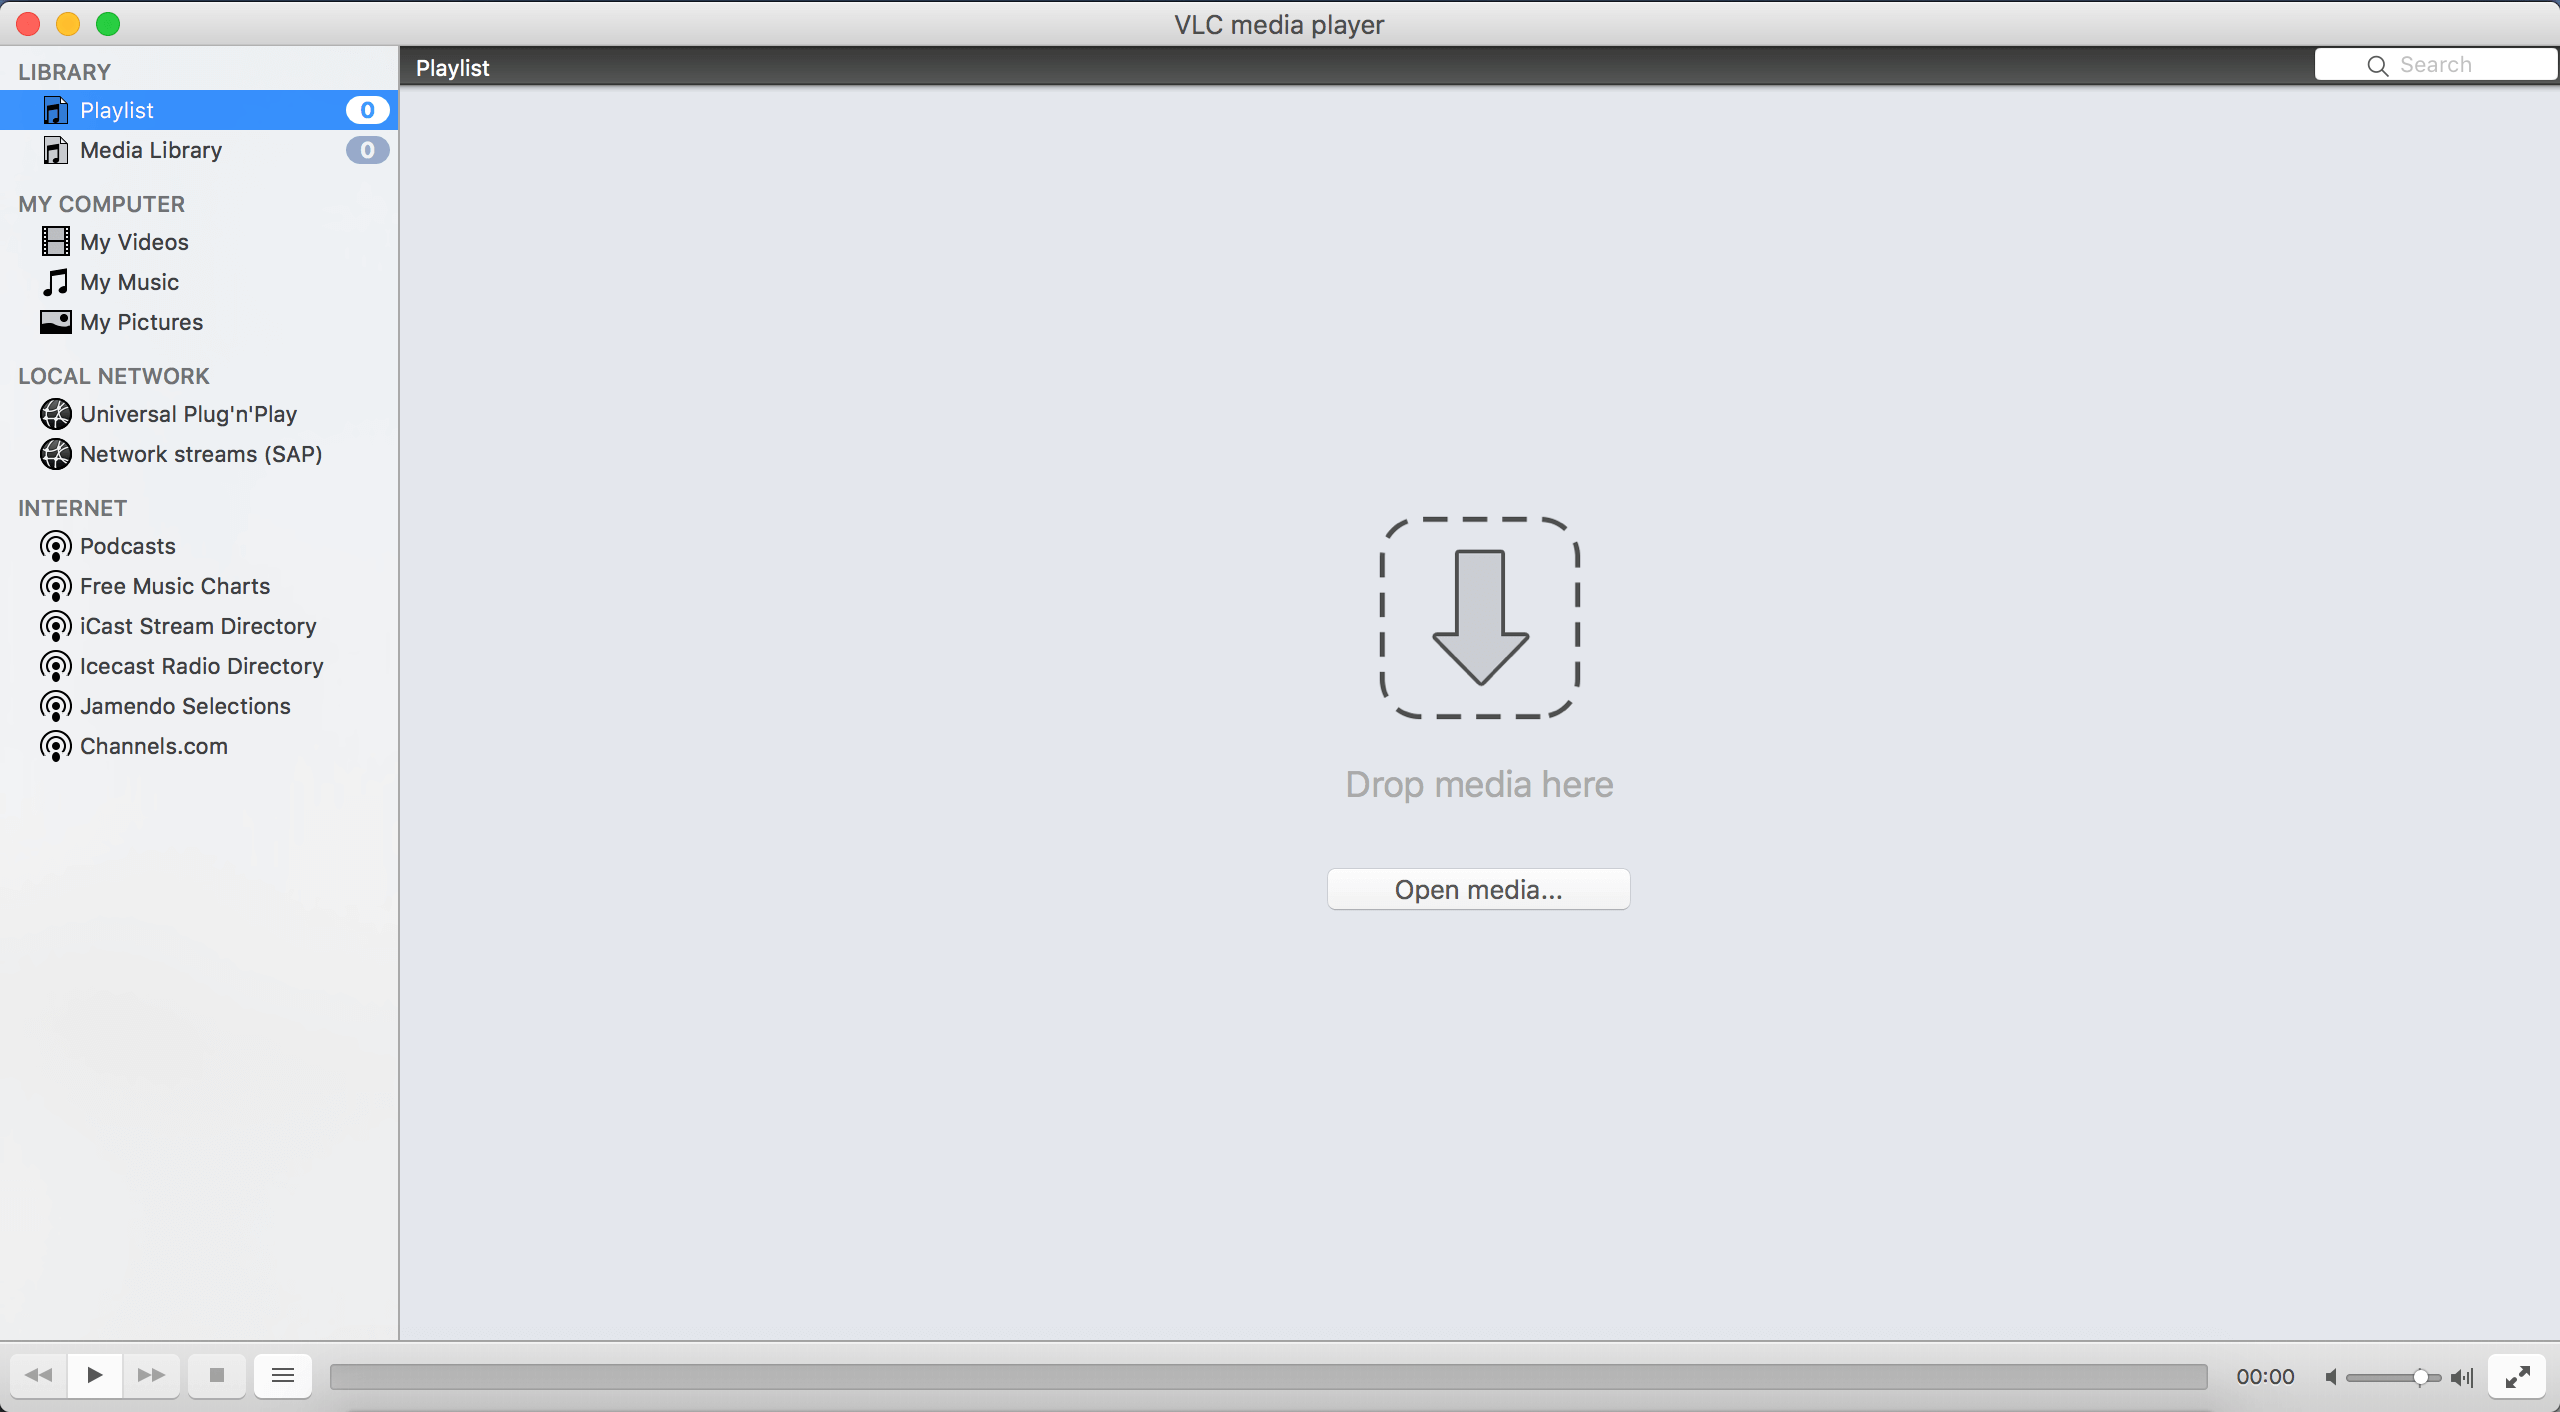 VLC media player
LIBRARY
Playlist 0
Media Library 0
MY COMPUTER
My Videos
My Music
My Pictures
LOCAL NETWORK
Universal Plug'n'Play
Network streams (SAP)
INTERNET
Podcasts
Free Music Charts
iCast Stream Directory
Icecast Radio Directory
Jamendo Selections
Channels.com
Playlist
Search
Drop media here
Open media...
00:00